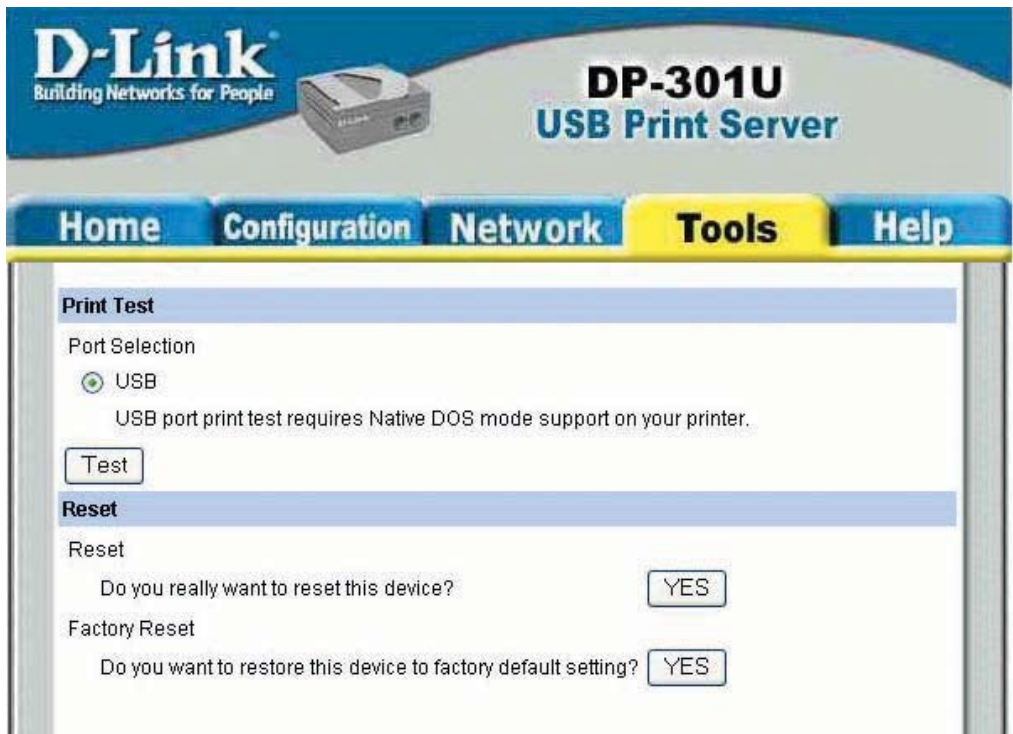 D-Link
Building Networks for People
DP-301U
USB Print Server
Home Configuration Network Tools Help
Print Test
Port Selection
USB
USB port print test requires Native DOS mode support on your printer.
Test
Reset
Reset
Do you really want to reset this device? YES
Factory Reset
Do you want to restore this device to factory default setting? YES